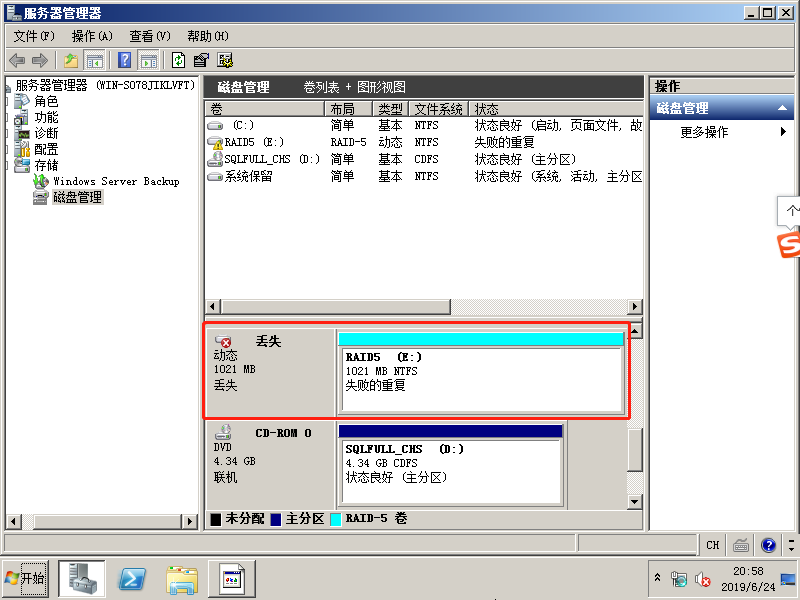 服务器管理器
文件(F) 操作(A) 查看(V) 帮助(H)
服务器管理器 (WIN-SO78JIKLVFT)
角色
功能
诊断
配置
存储
Windows Server Backup
磁盘管理
磁盘管理 卷列表 + 图形视图
卷 布局 类型 文件系统 状态
(C:) 简单 基本 NTFS 状态良好 (启动, 页面文件, 故
RAID5 (E:) RAID-5 动态 NTFS 失败的重复
SQLFULL_CHS (D:) 简单 基本 CDFS 状态良好 (主分区)
系统保留 简单 基本 NTFS 状态良好 (系统, 活动, 主分区
丢失
动态
1021 MB
丢失
RAID5 (E:)
1021 MB NTFS
失败的重复
CD-ROM 0
DVD
4.34 GB
联机
SQLFULL_CHS (D:)
4.34 GB CDFS
状态良好 (主分区)
未分配 主分区 RAID-5 卷
操作
磁盘管理
更多操作
个
S
CH
开始
20:58
2019/6/24